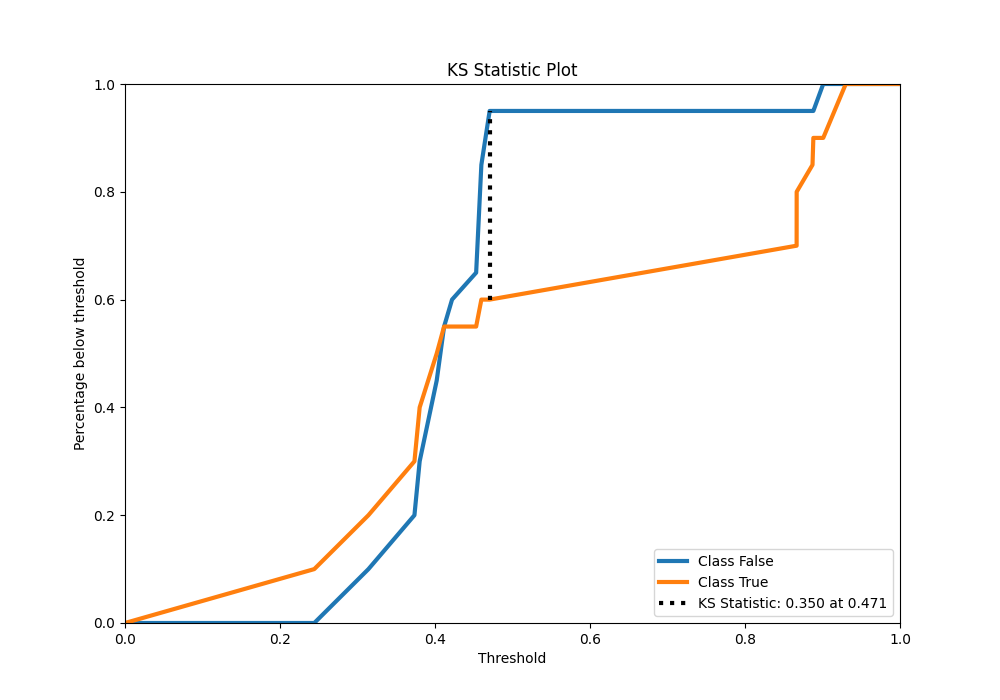 KS Statistic Plot
Percentage below threshold
1.0
0.8
0.6
0.4
0.2
0.0
0.0 0.2 0.4 0.6 0.8 1.0
Threshold
Class False
Class True
KS Statistic: 0.350 at 0.471